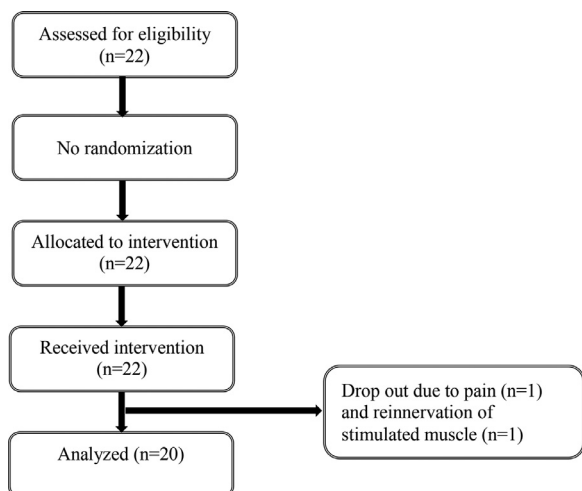 Assessed for eligibility
(n=22)
No randomization
Allocated to intervention
(n=22)
Received intervention
(n=22)
Drop out due to pain (n=1)
and reinnervation of
stimulated muscle (n=1)
Analyzed (n=20)